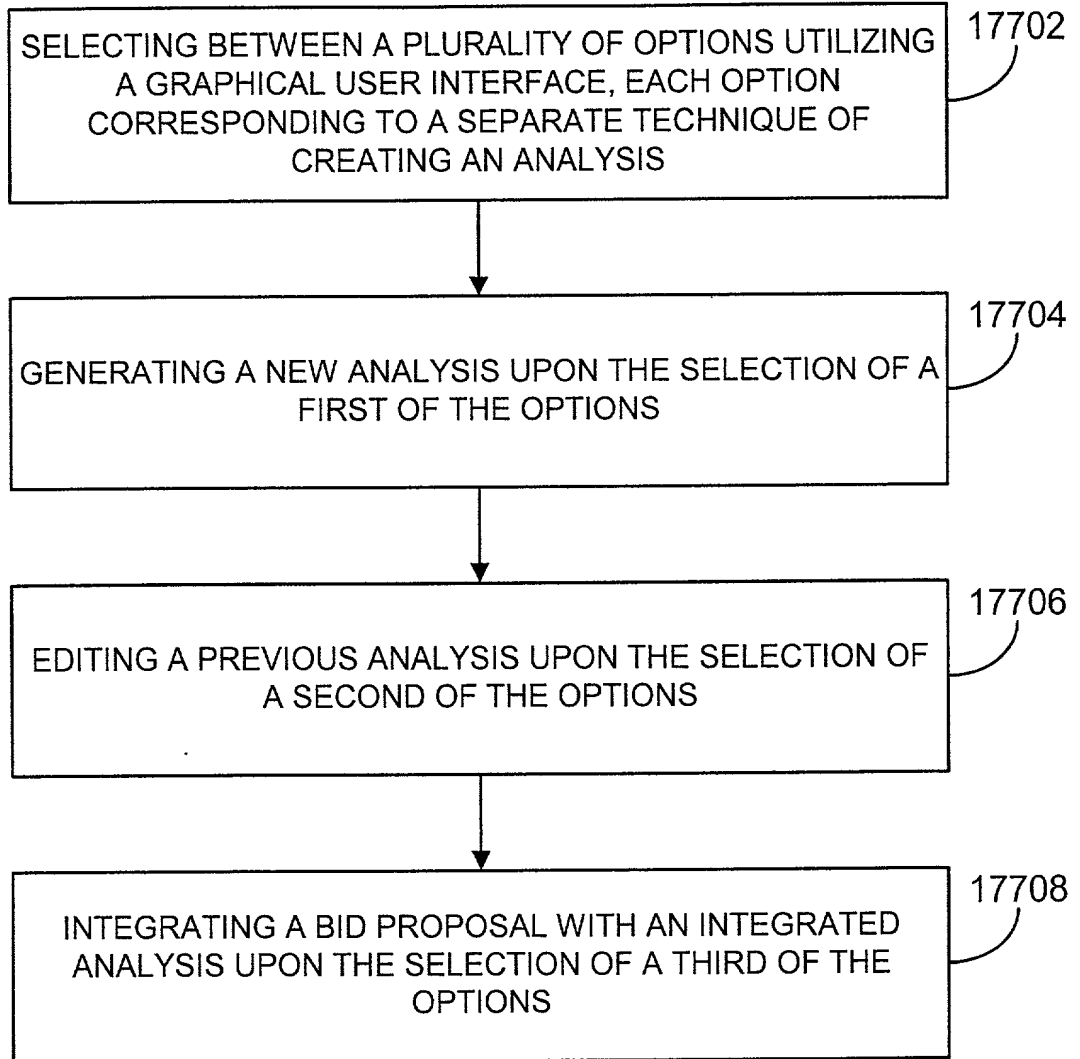 SELECTING BETWEEN A PLURALITY OF OPTIONS UTILIZING
A GRAPHICAL USER INTERFACE, EACH OPTION
CORRESPONDING TO A SEPARATE TECHNIQUE OF
CREATING AN ANALYSIS
17702
GENERATING A NEW ANALYSIS UPON THE SELECTION OF A
FIRST OF THE OPTIONS
17704
EDITING A PREVIOUS ANALYSIS UPON THE SELECTION OF
A SECOND OF THE OPTIONS
17706
INTEGRATING A BID PROPOSAL WITH AN INTEGRATED
ANALYSIS UPON THE SELECTION OF A THIRD OF THE
OPTIONS
17708